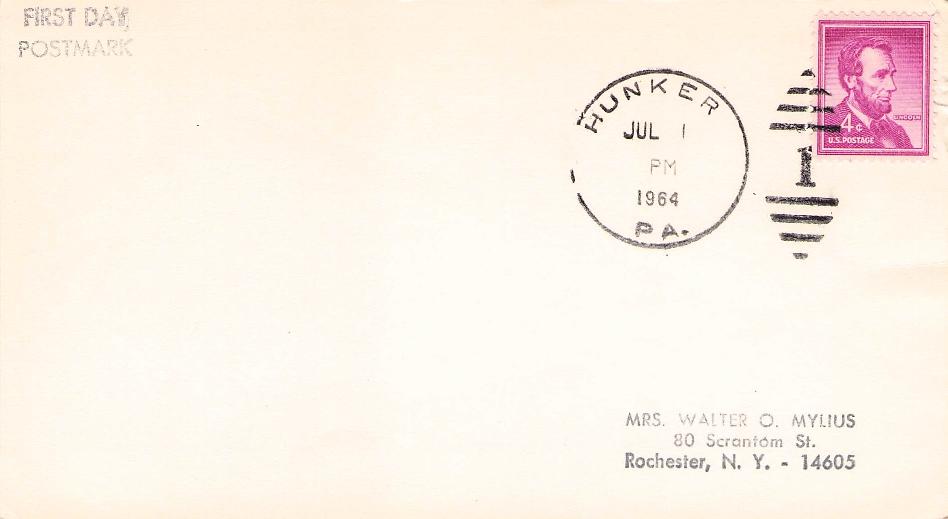 FIRST DAY
POSTMARK
HUNKER
JUL 1
PM
1964
PA.
1
LINCOLN
4¢
U.S. POSTAGE
MRS. WALTER O. MYLIUS
80 Scrantom St.
Rochester, N. Y. - 14605